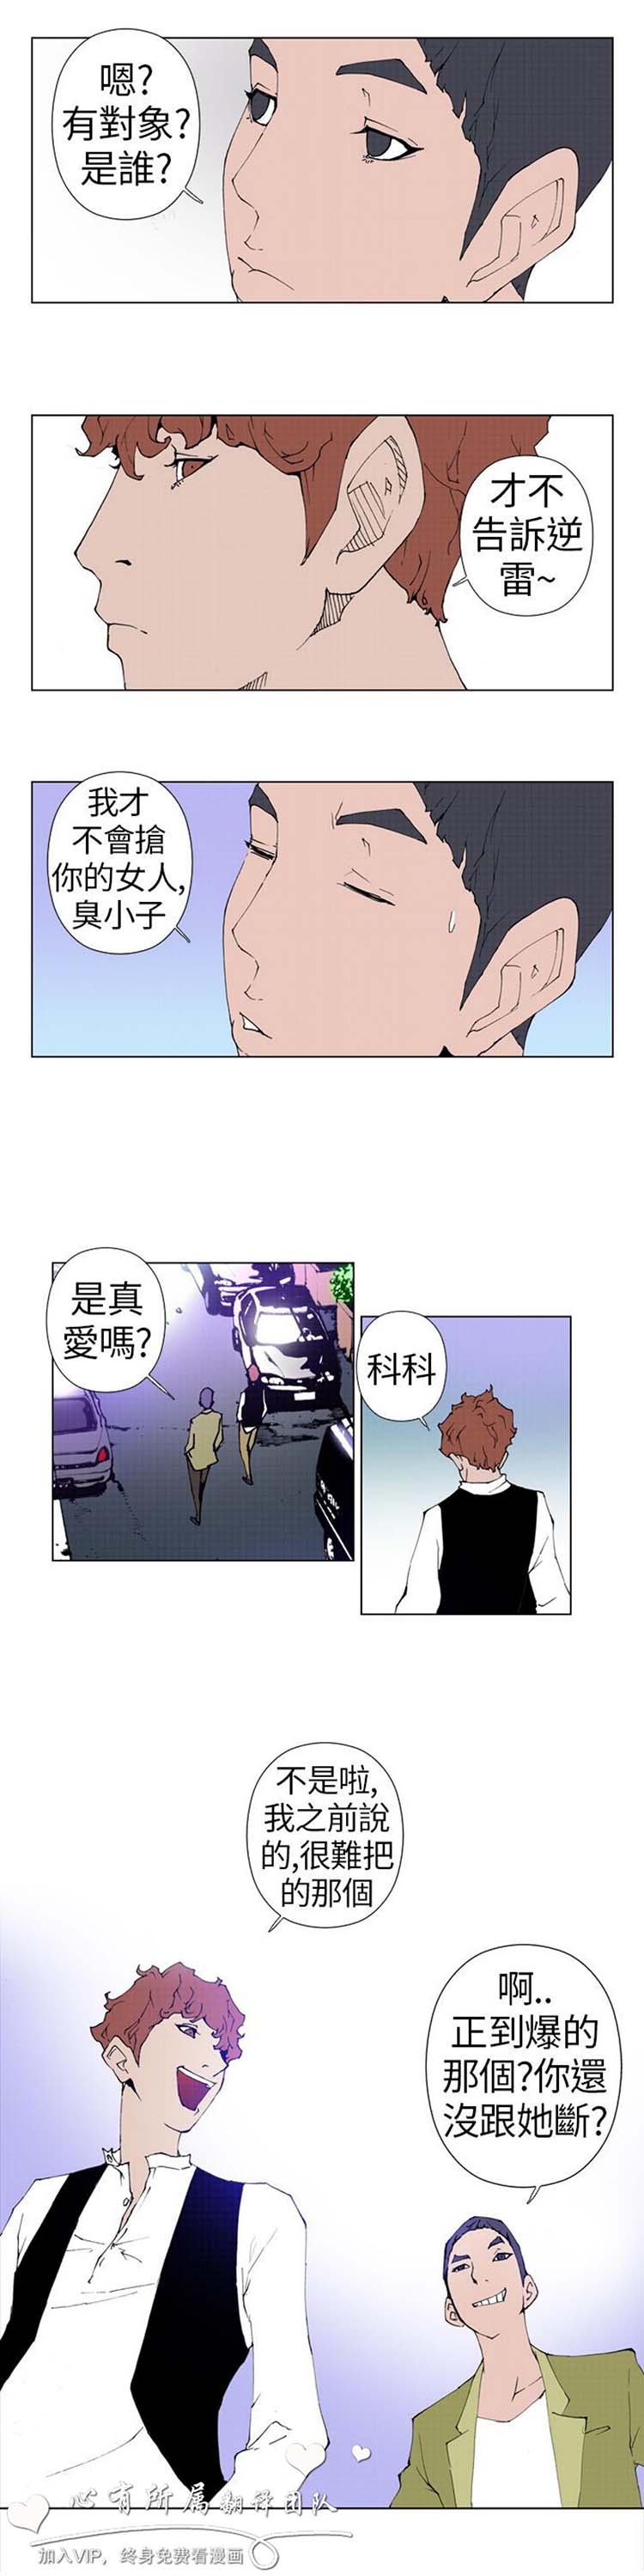 嗯?
有對象?
是誰?
才不
告訴逆
雷~
我才
不會搶
你的女人,
臭小子
是真
愛嗎?
科科
不是啦,
我之前說
的,很難把
的那個
啊..
正到爆的
那個?你還
沒跟她斷?
心有所属翻译团队
加入VIP，终身免费看漫画